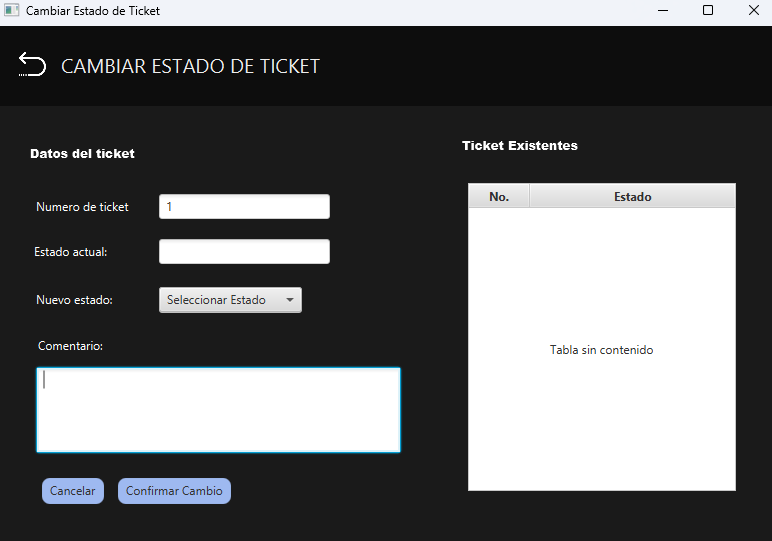 Cambiar Estado de Ticket
CAMBIAR ESTADO DE TICKET
Datos del ticket
Numero de ticket
1
Estado actual:
Nuevo estado:
Seleccionar Estado
Comentario:
Cancelar
Confirmar Cambio
Ticket Existentes
No.
Estado
Tabla sin contenido